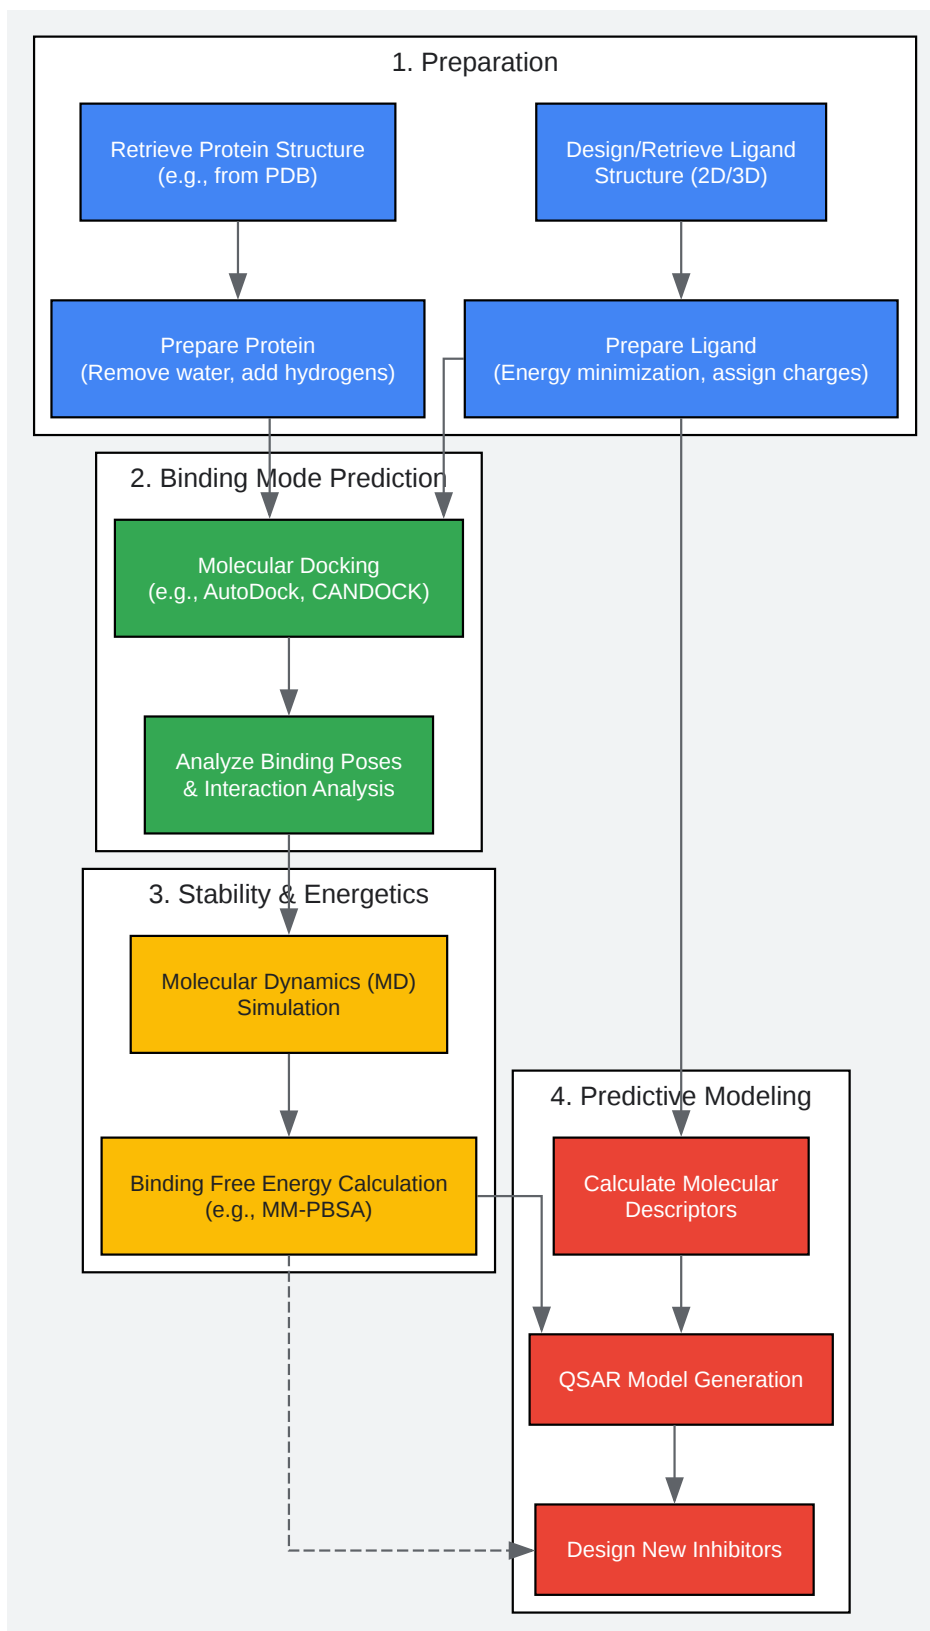 1. Preparation
Retrieve Protein Structure
(e.g., from PDB)
Design/Retrieve Ligand
Structure (2D/3D)
Prepare Protein
(Remove water, add hydrogens)
Prepare Ligand
(Energy minimization, assign charges)
2. Binding Mode Prediction
Molecular Docking
(e.g., AutoDock, CANDOCK)
Analyze Binding Poses
& Interaction Analysis
3. Stability & Energetics
Molecular Dynamics (MD)
Simulation
Binding Free Energy Calculation
(e.g., MM-PBSA)
4. Predictive Modeling
Calculate Molecular
Descriptors
QSAR Model Generation
Design New Inhibitors